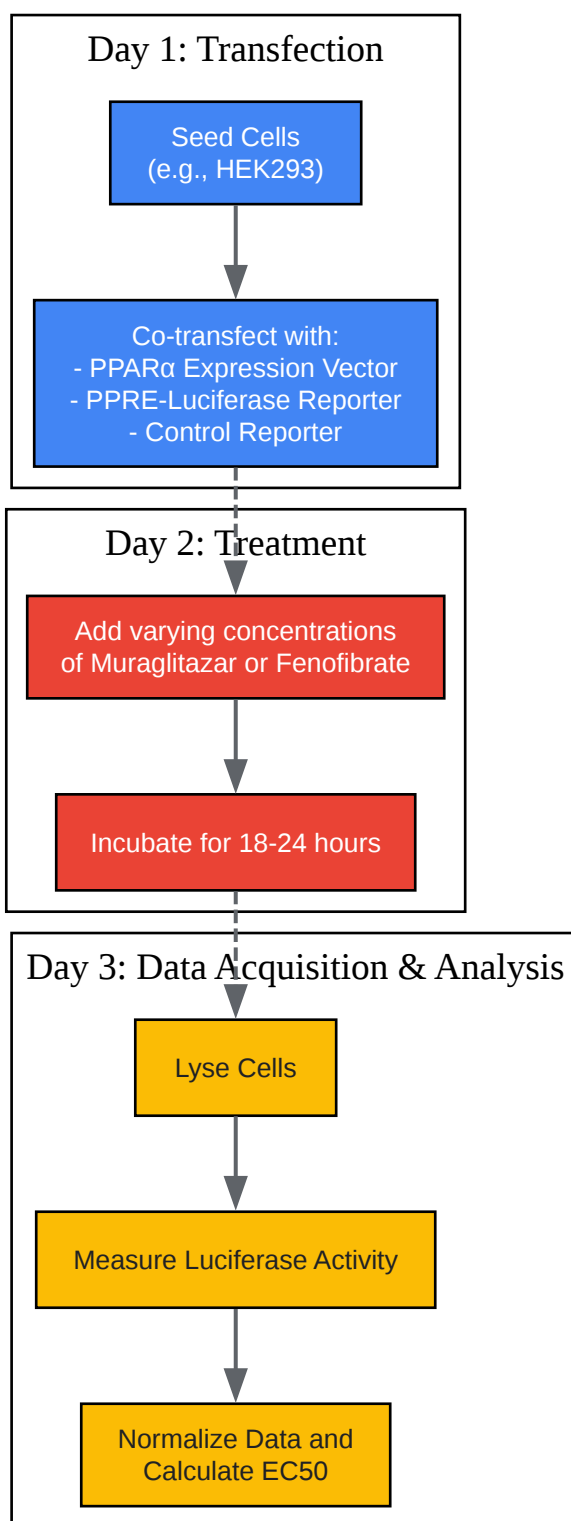 Day 1: Transfection
Seed Cells
(e.g., HEK293)
Co-transfect with:
- PPARα Expression Vector
- PPRE-Luciferase Reporter
- Control Reporter
Day 2: Treatment
Add varying concentrations
of Muraglitazar or Fenofibrate
Incubate for 18-24 hours
Day 3: Data Acquisition & Analysis
Lyse Cells
Measure Luciferase Activity
Normalize Data and
Calculate EC50